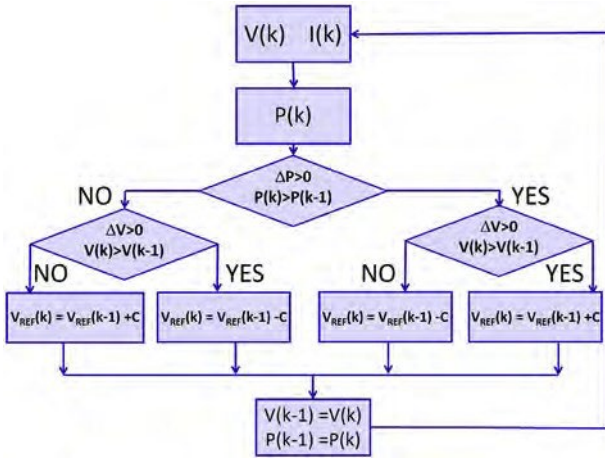 V(k) I(k)
P(k)
ΔP>0
P(k)>P(k-1)
NO
YES
ΔV>0
V(k)>V(k-1)
ΔV>0
V(k)>V(k-1)
NO
YES
NO
YES
V_REF(k) = V_REF(k-1) +C
V_REF(k) = V_REF(k-1) -C
V_REF(k) = V_REF(k-1) -C
V_REF(k) = V_REF(k-1) +C
V(k-1) =V(k)
P(k-1) =P(k)